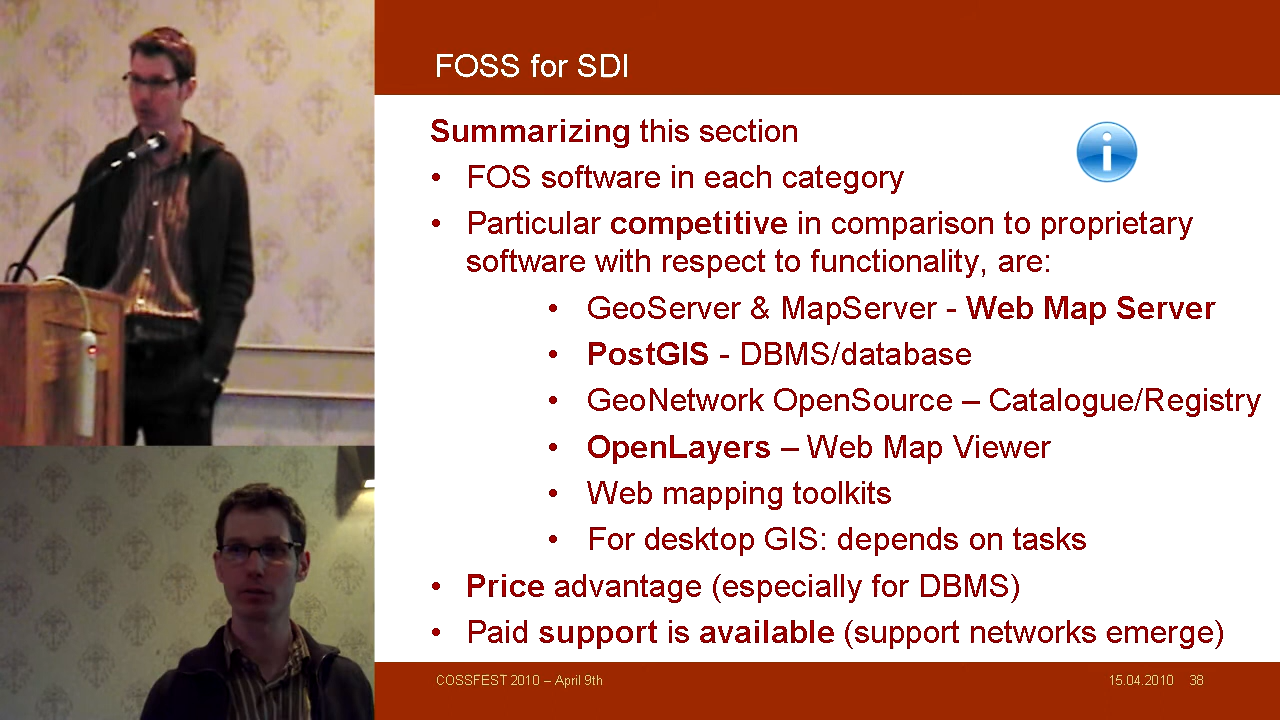 FOSS for SDI
Summarizing this section
• FOS software in each category
• Particular competitive in comparison to proprietary
software with respect to functionality, are:
• GeoServer & MapServer - Web Map Server
• PostGIS - DBMS/database
• GeoNetwork OpenSource – Catalogue/Registry
• OpenLayers – Web Map Viewer
• Web mapping toolkits
• For desktop GIS: depends on tasks
• Price advantage (especially for DBMS)
• Paid support is available (support networks emerge)
COSSFEST 2010 – April 9th
15.04.2010 38